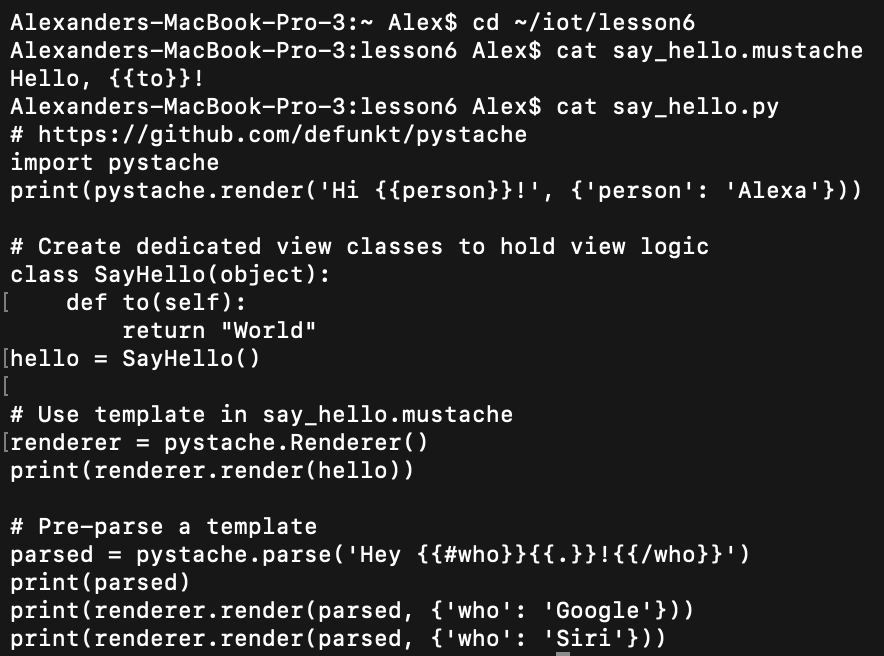 Alexanders-MacBook-Pro-3:~ Alex$ cd ~/iot/lesson6
Alexanders-MacBook-Pro-3:lesson6 Alex$ cat say_hello.mustache
Hello, {{to}}!
Alexanders-MacBook-Pro-3:lesson6 Alex$ cat say_hello.py
# https://github.com/defunkt/pystache
import pystache
print(pystache.render('Hi {{person}}!', {'person': 'Alexa'}))

# Create dedicated view classes to hold view logic
class SayHello(object):
[    def to(self):
        return "World"
[hello = SayHello()
[
# Use template in say_hello.mustache
[renderer = pystache.Renderer()
print(renderer.render(hello))

# Pre-parse a template
parsed = pystache.parse('Hey {{#who}}{{.}}!{{/who}}')
print(parsed)
print(renderer.render(parsed, {'who': 'Google'}))
print(renderer.render(parsed, {'who': 'Siri'}))